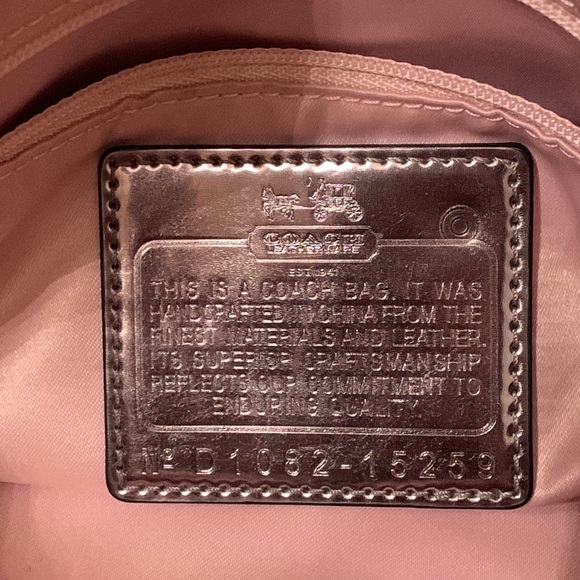 ©
COACH
LEATHERWARE
EST. 1941
THIS IS A COACH BAG. IT WAS
HANDCRAFTED IN CHINA FROM THE
FINEST MATERIALS AND LEATHER.
ITS SUPERIOR CRAFTSMANSHIP
REFLECTS OUR COMMITMENT TO
ENDURING QUALITY.
Nº D1082-15259